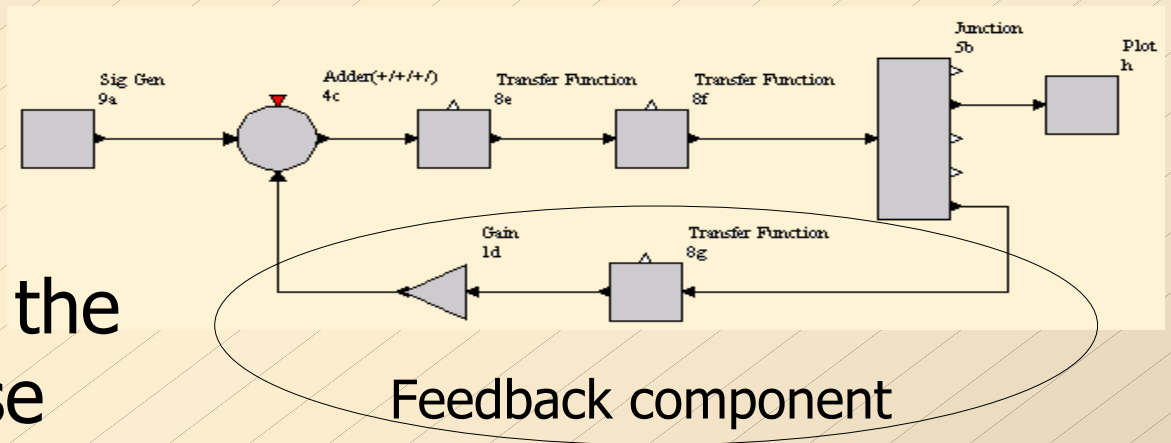 Sig Gen
9a
Adder(+/+/+/)
4c
Transfer Function
8e
Transfer Function
8f
Junction
5b
Plot
h
Gain
1d
Transfer Function
8g
the
se
Feedback component